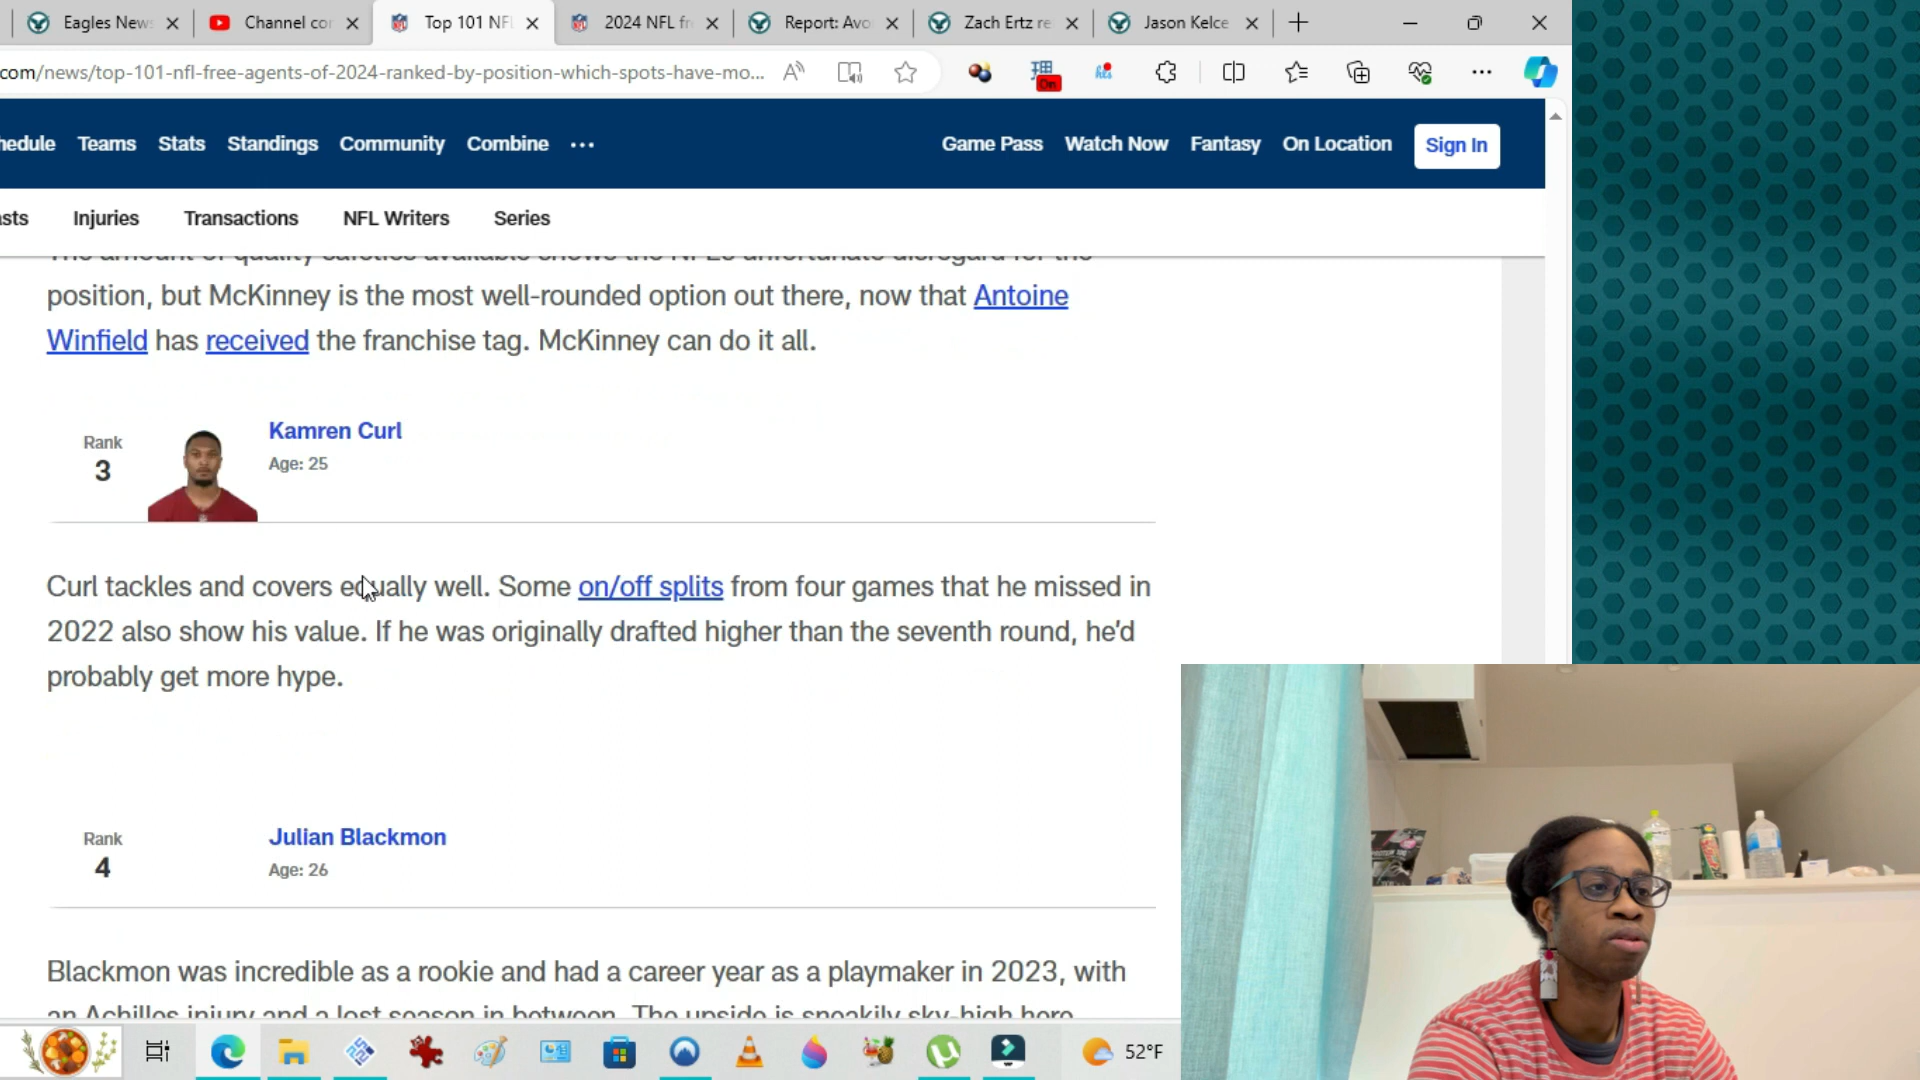 Eagles New
Channel cor
Top 101 NFL
2024 NFL fr
Report: Avo
Zach Ertz re
Jason Kelce
com/news/top-101-nfl-free-agents-of-2024-ranked-by-position-which-spots-have-mo...
On
hedule
Teams
Stats
Standings
Community
Combine
Game Pass
Watch Now
Fantasy
On Location
Sign In
asts
Injuries
Transactions
NFL Writers
Series
The amount of quality safeties available shows the NFL's unfortunate disregard for the
position, but McKinney is the most well-rounded option out there, now that Antoine
Winfield has received the franchise tag. McKinney can do it all.
Rank
3
Kamren Curl
Age: 25
Curl tackles and covers equally well. Some on/off splits from four games that he missed in
2022 also show his value. If he was originally drafted higher than the seventh round, he'd
probably get more hype.
Rank
4
Julian Blackmon
Age: 26
Blackmon was incredible as a rookie and had a career year as a playmaker in 2023, with
an Achilles injury and a lost season in between. The upside is sneakily sky-high here.
52°F